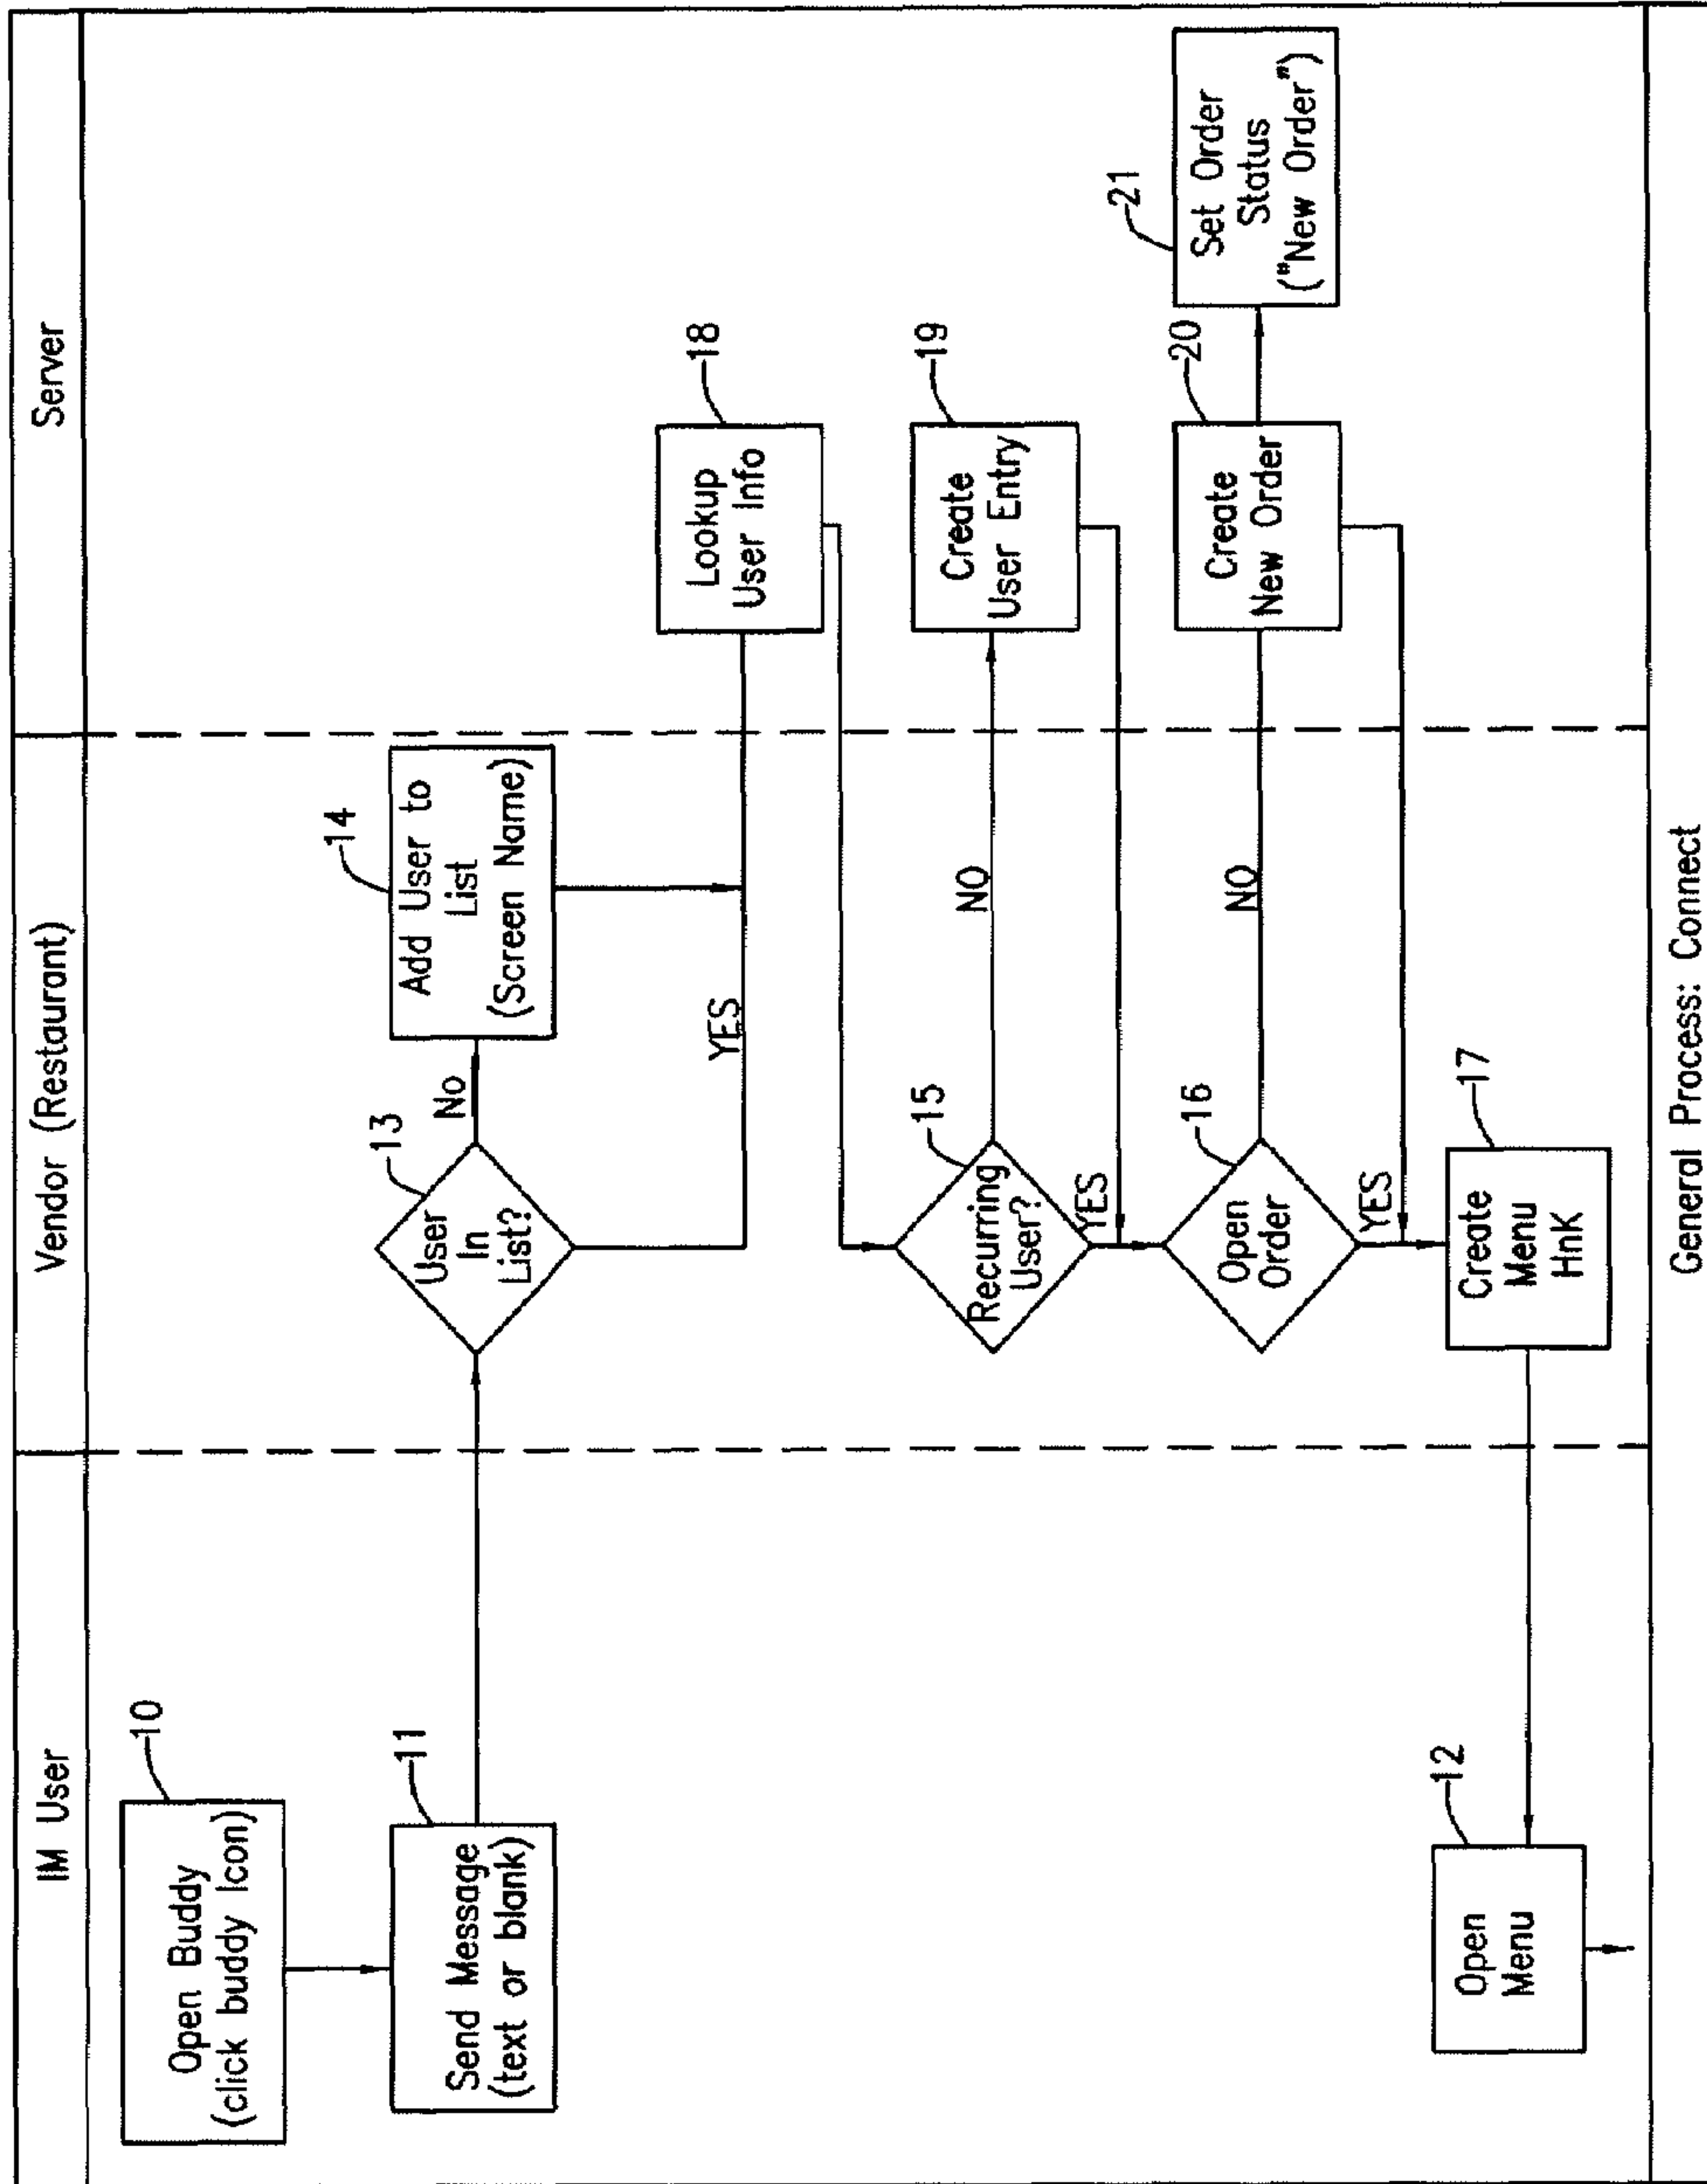 IM User
Vendor (Restaurant)
Server
10
Open Buddy
(click buddy Icon)
11
Send Message
(text or blank)
13
User
In
List?
No
14
Add User to
List
(Screen Name)
YES
18
Lookup
User Info
15
Recurring
User?
NO
19
Create
User Entry
YES
16
Open
Order
NO
20
Create
New Order
21
Set Order
Status
("New Order")
YES
17
Create
Menu
HnK
12
Open
Menu
General Process: Connect